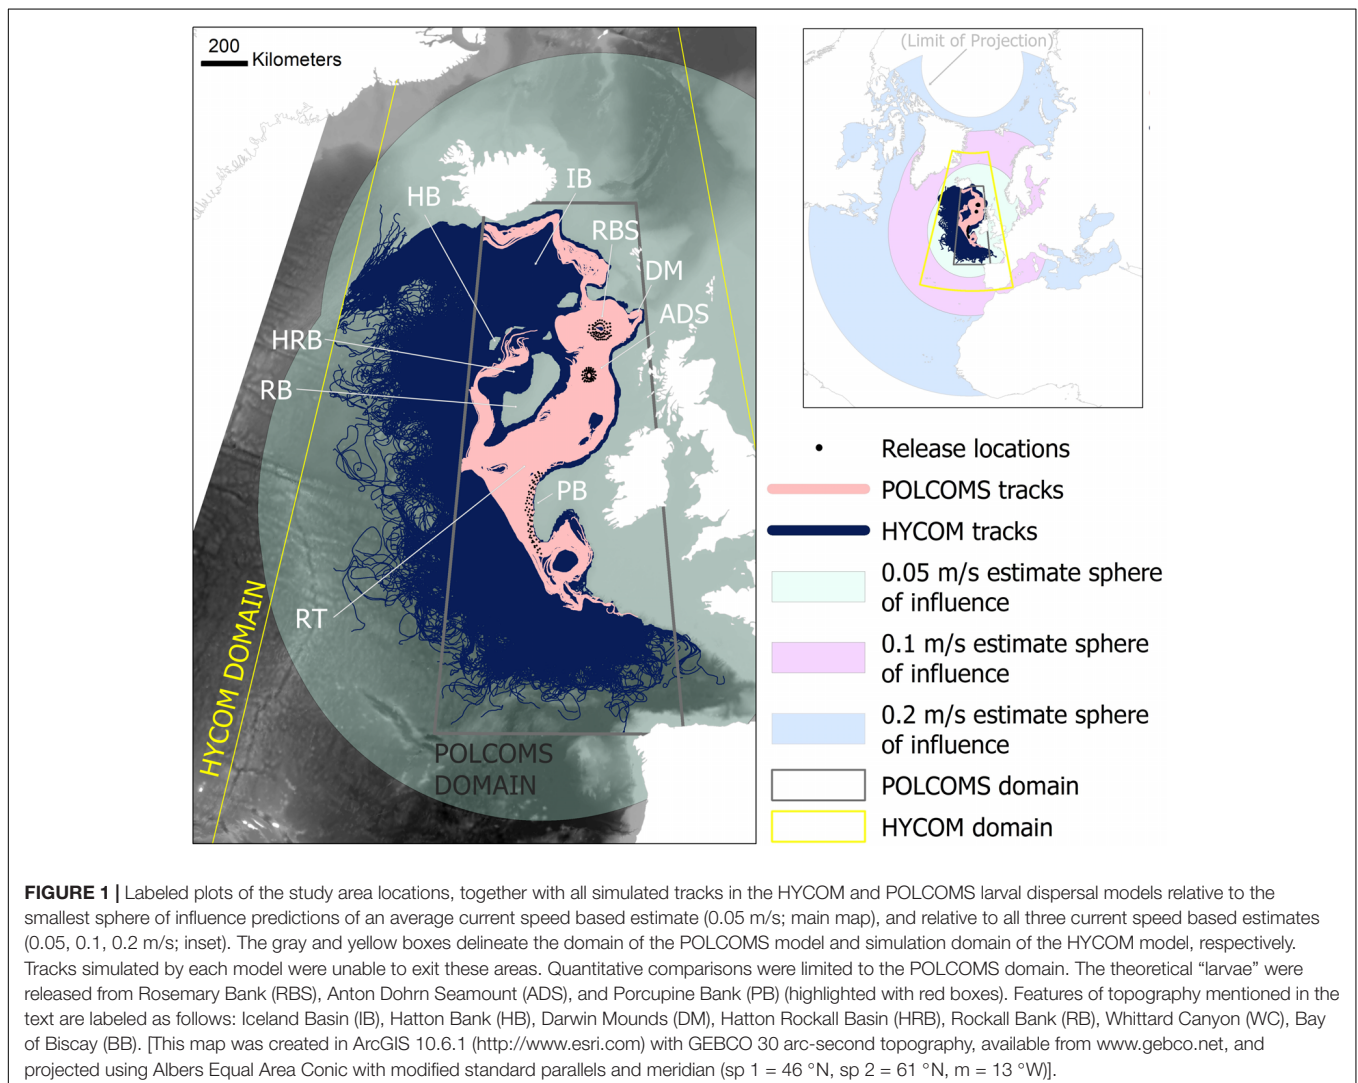 200
Kilometers
(Limit of Projection)
IB
HB
RBS
DM
ADS
HRB
RB
PB
RT
HYCOM DOMAIN
POLCOMS
DOMAIN
Release locations
POLCOMS tracks
HYCOM tracks
0.05 m/s estimate sphere
of influence
0.1 m/s estimate sphere
of influence
0.2 m/s estimate sphere
of influence
POLCOMS domain
HYCOM domain
FIGURE 1 | Labeled plots of the study area locations, together with all simulated tracks in the HYCOM and POLCOMS larval dispersal models relative to the
smallest sphere of influence predictions of an average current speed based estimate (0.05 m/s; main map), and relative to all three current speed based estimates
(0.05, 0.1, 0.2 m/s; inset). The gray and yellow boxes delineate the domain of the POLCOMS model and simulation domain of the HYCOM model, respectively.
Tracks simulated by each model were unable to exit these areas. Quantitative comparisons were limited to the POLCOMS domain. The theoretical “larvae” were
released from Rosemary Bank (RBS), Anton Dohrn Seamount (ADS), and Porcupine Bank (PB) (highlighted with red boxes). Features of topography mentioned in the
text are labeled as follows: Iceland Basin (IB), Hatton Bank (HB), Darwin Mounds (DM), Hatton Rockall Basin (HRB), Rockall Bank (RB), Whittard Canyon (WC), Bay
of Biscay (BB). [This map was created in ArcGIS 10.6.1 (http://www.esri.com) with GEBCO 30 arc-second topography, available from www.gebco.net, and
projected using Albers Equal Area Conic with modified standard parallels and meridian (sp 1 = 46 °N, sp 2 = 61 °N, m = 13 °W)].